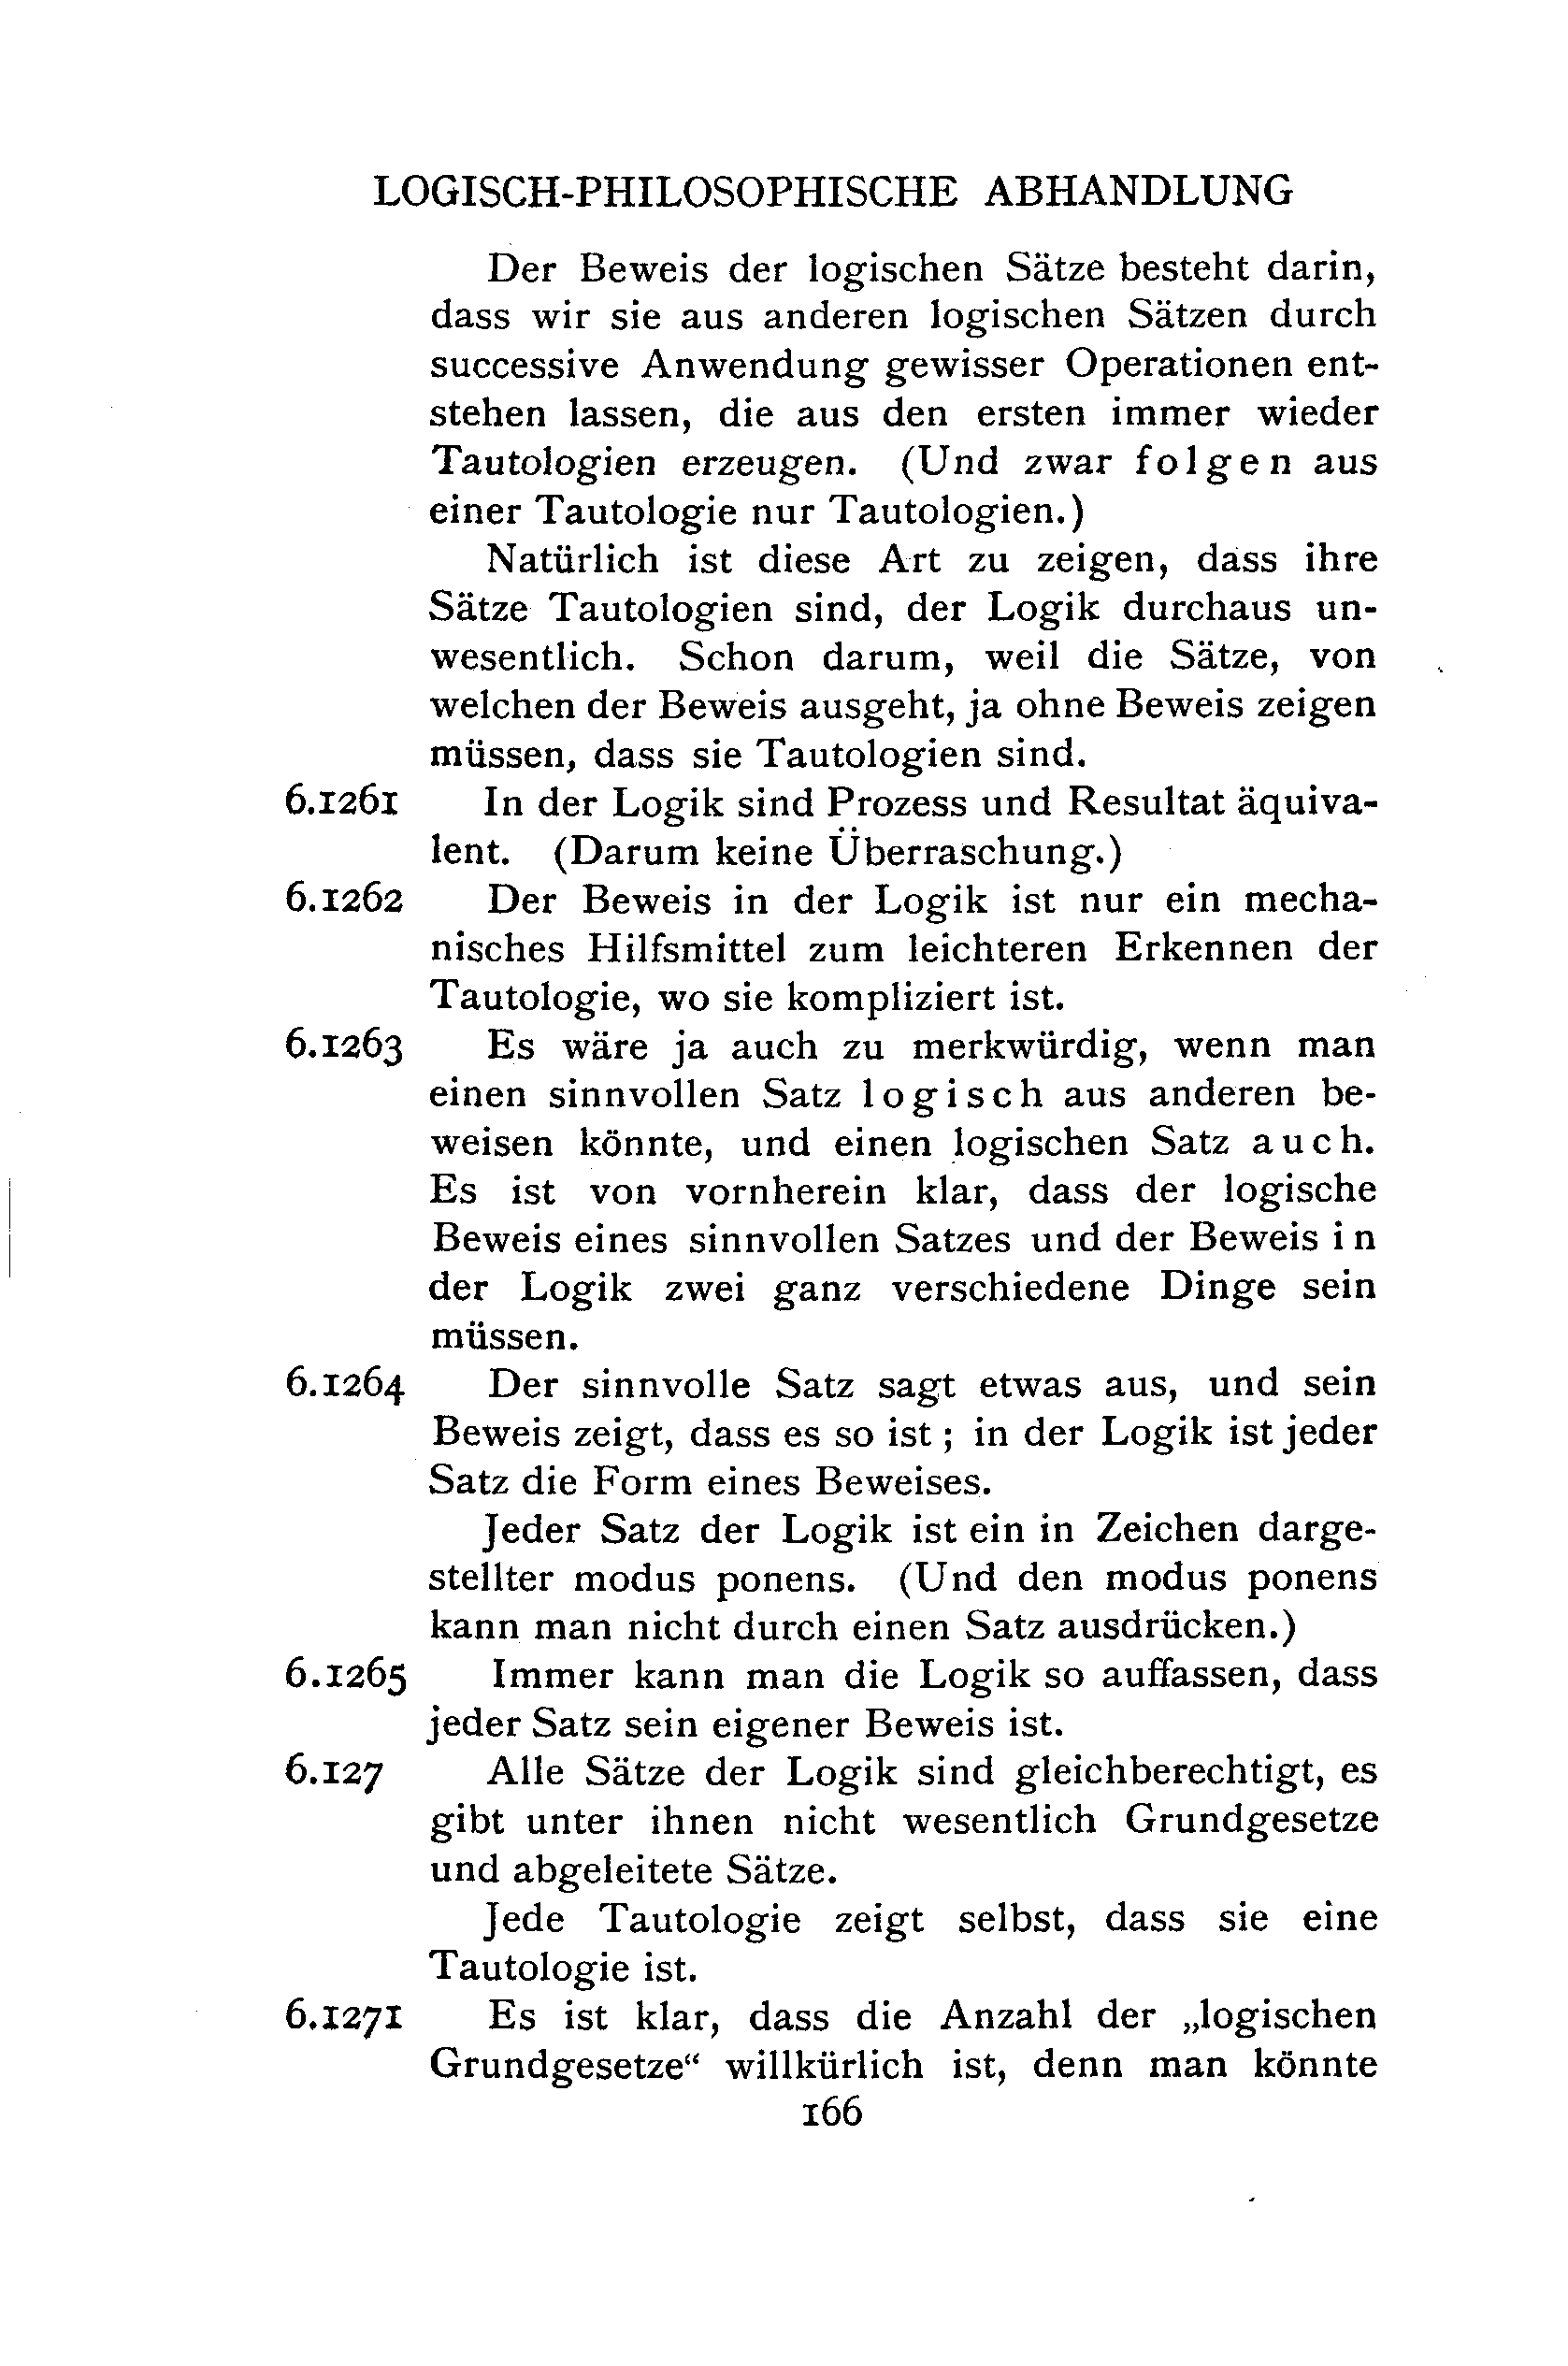 LOGISCH-PHILOSOPHISCHE ABHANDLUNG
Der Beweis der logischen Sätze besteht darin,
dass wir sie aus anderen logischen Sätzen durch
successive Anwendung gewisser Operationen ent-
stehen lassen, die aus den ersten immer wieder
Tautologien erzeugen. (Und zwar folgen aus
einer Tautologie nur Tautologien.)
Natürlich ist diese Art zu zeigen, dass ihre
Sätze Tautologien sind, der Logik durchaus un-
wesentlich. Schon darum, weil die Sätze, von
welchen der Beweis ausgeht, ja ohne Beweis zeigen
müssen, dass sie Tautologien sind.
6.1261 In der Logik sind Prozess und Resultat äquiva-
lent. (Darum keine Überraschung.)
6.1262 Der Beweis in der Logik ist nur ein mecha-
nisches Hilfsmittel zum leichteren Erkennen der
Tautologie, wo sie kompliziert ist.
6.1263 Es wäre ja auch zu merkwürdig, wenn man
einen sinnvollen Satz logisch aus anderen be-
weisen könnte, und einen logischen Satz auch.
Es ist von vornherein klar, dass der logische
Beweis eines sinnvollen Satzes und der Beweis in
der Logik zwei ganz verschiedene Dinge sein
müssen.
6.1264 Der sinnvolle Satz sagt etwas aus, und sein
Beweis zeigt, dass es so ist; in der Logik ist jeder
Satz die Form eines Beweises.
Jeder Satz der Logik ist ein in Zeichen darge-
stellter modus ponens. (Und den modus ponens
kann man nicht durch einen Satz ausdrücken.)
6.1265 Immer kann man die Logik so auffassen, dass
jeder Satz sein eigener Beweis ist.
6.127 Alle Sätze der Logik sind gleichberechtigt, es
gibt unter ihnen nicht wesentlich Grundgesetze
und abgeleitete Sätze.
Jede Tautologie zeigt selbst, dass sie eine
Tautologie ist.
6.1271 Es ist klar, dass die Anzahl der „logischen
Grundgesetze“ willkürlich ist, denn man könnte
166